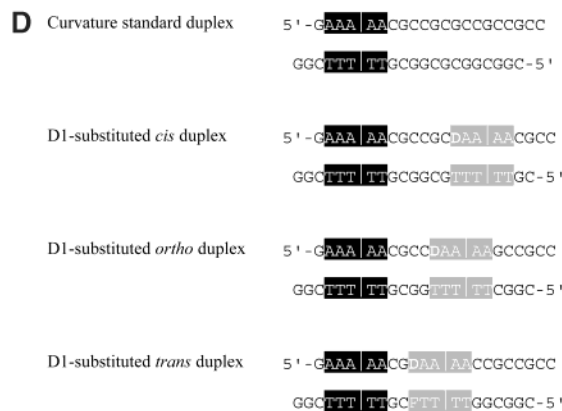 D Curvature standard duplex 5'-GAAA|AACGCCGCGCCGCCGCC
GGCTTT|TTGCGGCGCGGCGGC-5'
D1-substituted cis duplex 5'-GAAA|AACGCCGCDAA|AACGCC
GGCTTT|TTGCGGCGTTT|TTGC-5'
D1-substituted ortho duplex 5'-GAAA|AACGCCDAA|AAGCCGCC
GGCTTT|TTGCGGTTT|TTCGGC-5'
D1-substituted trans duplex 5'-GAAA|AACGDAA|AACCGCCGCC
GGCTTT|TTGCFTT|TTGGCGGC-5'